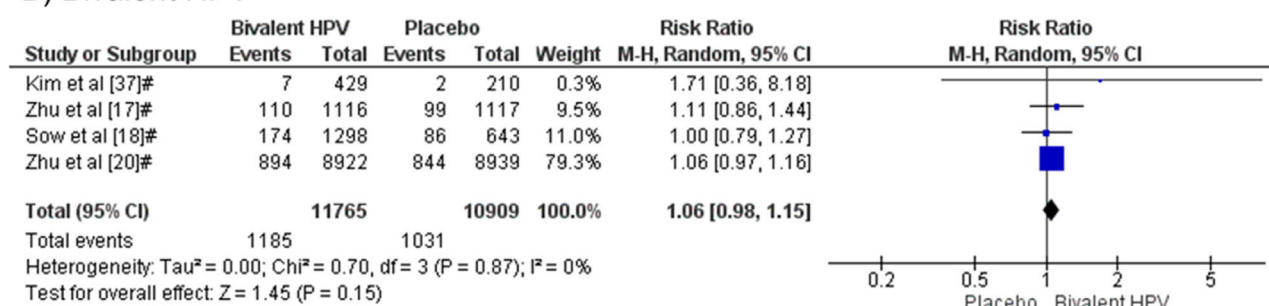 Bivalent HPV Placebo Risk Ratio Risk Ratio
Study or Subgroup Events Total Events Total Weight M-H, Random, 95% CI M-H, Random, 95% CI
Kim et al [37]# 7 429 2 210 0.3% 1.71 [0.36, 8.18]
Zhu et al [17]# 110 1116 99 1117 9.5% 1.11 [0.86, 1.44]
Sow et al [18]# 174 1298 86 643 11.0% 1.00 [0.79, 1.27]
Zhu et al [20]# 894 8922 844 8939 79.3% 1.06 [0.97, 1.16]
Total (95% CI) 11765 10909 100.0% 1.06 [0.98, 1.15]
Total events 1185 1031
Heterogeneity: Tau² = 0.00; Chi² = 0.70, df = 3 (P = 0.87); I² = 0%
Test for overall effect: Z = 1.45 (P = 0.15)
0.2 0.5 1 2 5
Placebo Bivalent HPV